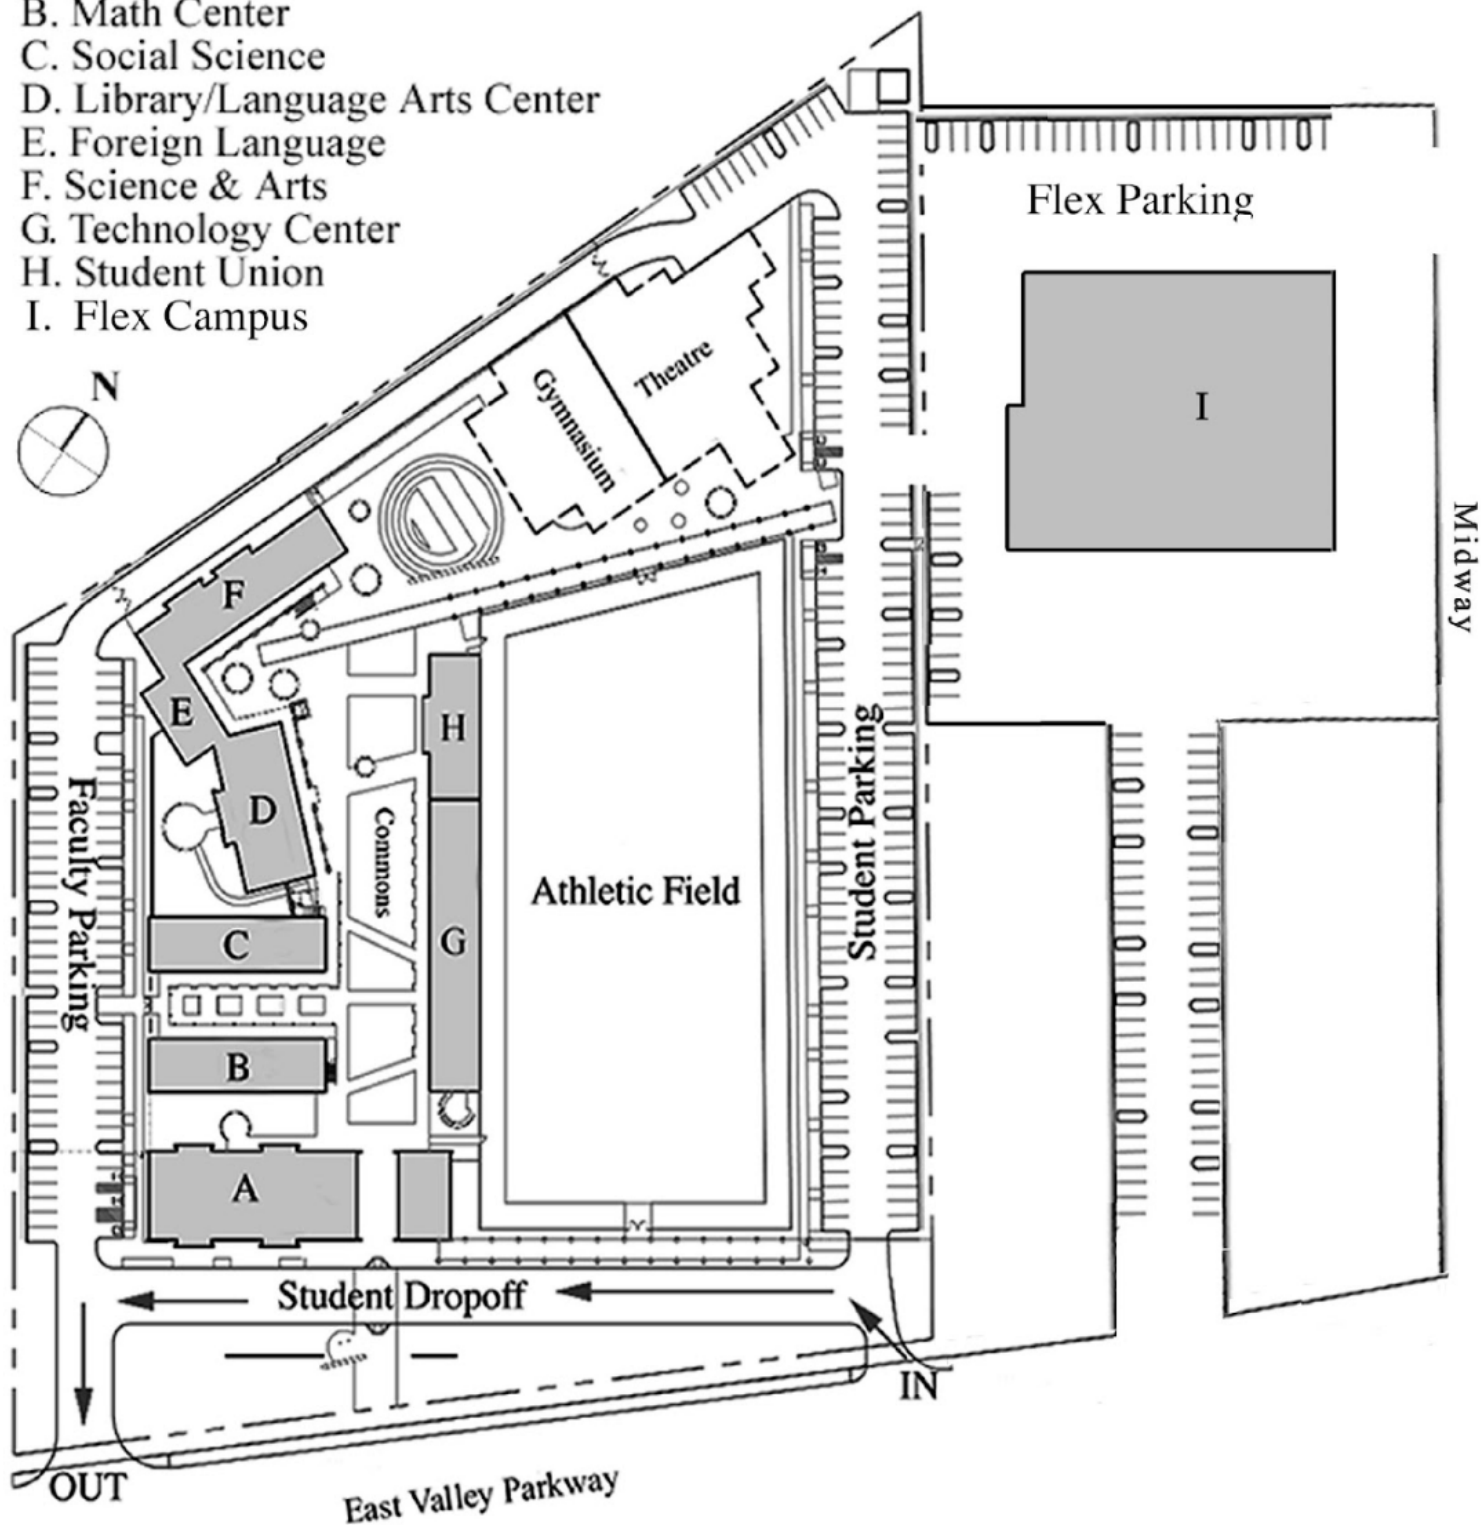 B. Math Center
C. Social Science
D. Library/Language Arts Center
E. Foreign Language
F. Science & Arts
G. Technology Center
H. Student Union
I. Flex Campus
N
Flex Parking
Theatre
Gymnasium
I
Midway
F
E
H
D
Commons
Faculty Parking
Student Parking
Athletic Field
C
G
B
A
Student Dropoff
IN
OUT
East Valley Parkway